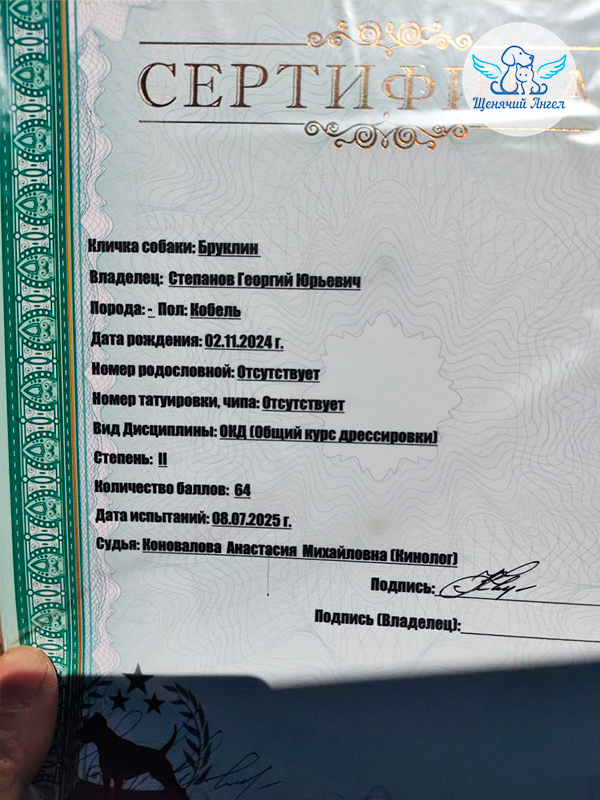 Щенячий Ангел
СЕРТИФИ
Кличка собаки: Бруклин
Владелец: Степанов Георгий Юрьевич
Порода: - Пол: Кобель
Дата рождения: 02.11.2024 г.
Номер родословной: Отсутствует
Номер татуировки, чипа: Отсутствует
Вид Дисциплины: ОКД (Общий курс дрессировки)
Степень: II
Количество баллов: 64
Дата испытаний: 08.07.2025 г.
Судья: Коновалова Анастасия Михайловна (Кинолог)
Подпись:
Подпись (Владелец):